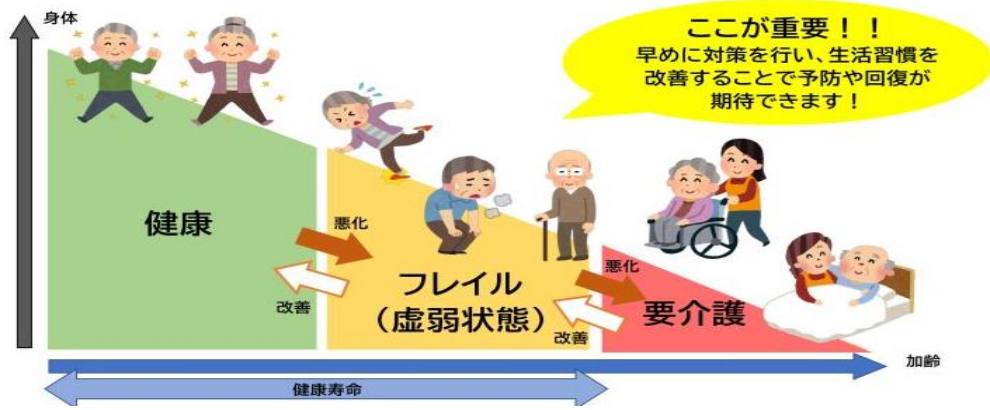 身体
ここが重要！！
早めに対策を行い、生活習慣を
改善することで予防や回復が
期待できます！
健康
悪化
改善
フレイル
（虚弱状態）
悪化
改善
要介護
加齢
健康寿命